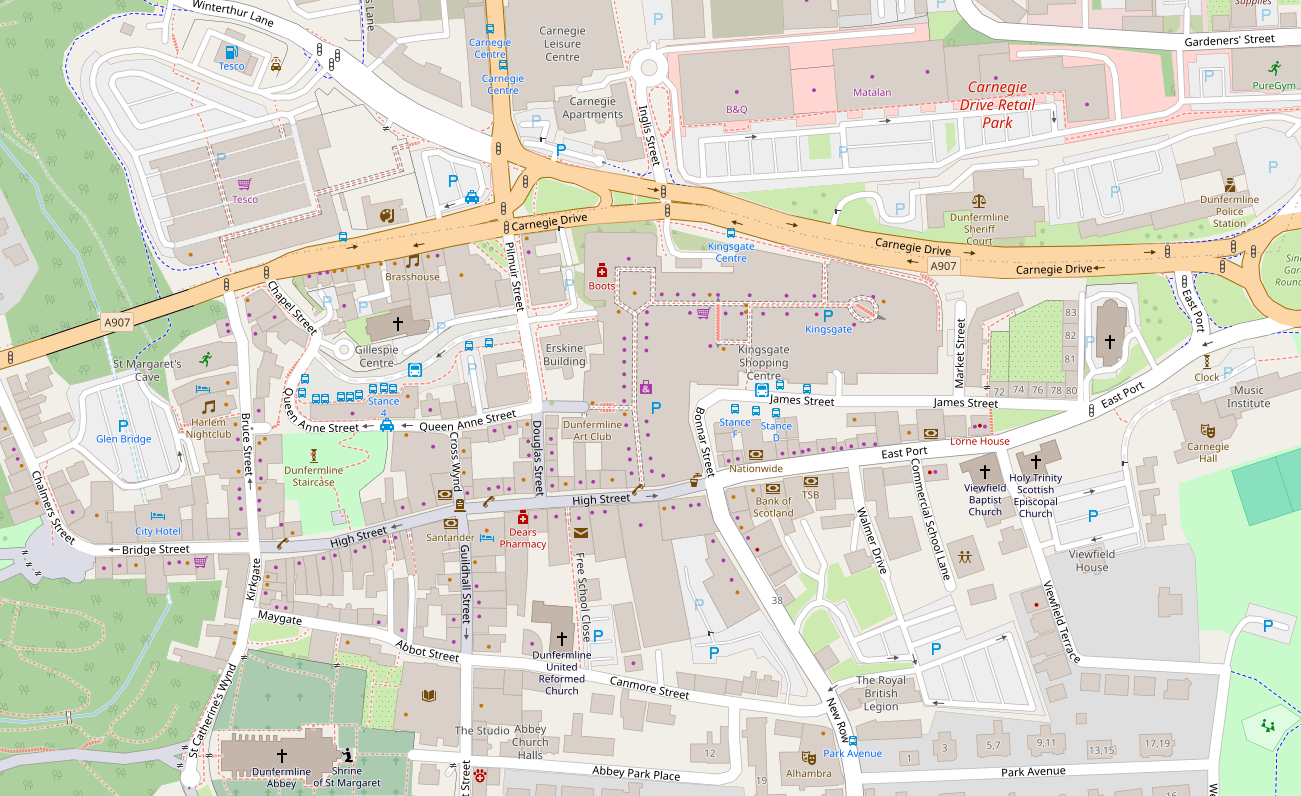 Winterthur Lane
s Lane
Carnegie
Centre
Carnegie
Centre
Carnegie
Leisure
Centre
P
Supplies
P
P
Gardeners' Street
PureGym
P
Tesco
B&Q
Matalan
Carnegie
Drive Retail
Park
Carnegie
Apartments
Inglis Street
P
P
P
P
P
P
Tesco
P
P
P
Dunfermline
Sheriff
Court
Dunfermline
Police
Station
Carnegie Drive
Kingsgate
Centre
Carnegie Drive
A907
Carnegie Drive
Pilmuir Street
Brasshouse
Boots
A907
Chapel Street
P
P
P
Gillespie
Centre
Erskine
Building
P
Kingsgate
Kingsgate
Shopping
Centre
Market Street
East Port
83
82
81
72
74
76
78
80
Clock
Music
Institute
St Margaret's
Cave
P
Glen Bridge
Harlem
Nightclub
Bruce Street
Queen Anne Street
Stance
4
P
Queen Anne Street
Cross Wynd
Douglas Street
Dunfermline
Art Club
P
Bonnar Street
Stance
F
Stance
D
James Street
James Street
East Port
Lorne House
East Port
Carnegie
Hall
Dunfermline
Staircase
Nationwide
Bank of
Scotland
TSB
Viewfield
Baptist
Church
Holy Trinity
Scottish
Episcopal
Church
Chalmers Street
City Hotel
Bridge Street
High Street
High Street
Santander
Dears
Pharmacy
Guildhall Street
Free School Close
Walmer Drive
Commercial School Lane
P
Viewfield
House
Viewfield Terrace
Kirkgate
Maygate
Abbot Street
Dunfermline
United
Reformed
Church
P
Canmore Street
P
P
38
P
P
The Royal
British
Legion
New Row
Park Avenue
St Catherine's Wynd
Dunfermline
Abbey
Shrine
of St Margaret
The Studio
Abbey
Church
Halls
t Street
Abbey Park Place
12
19
Alhambra
1
3
5,7
9,11
13,15
17,19
Park Avenue
16